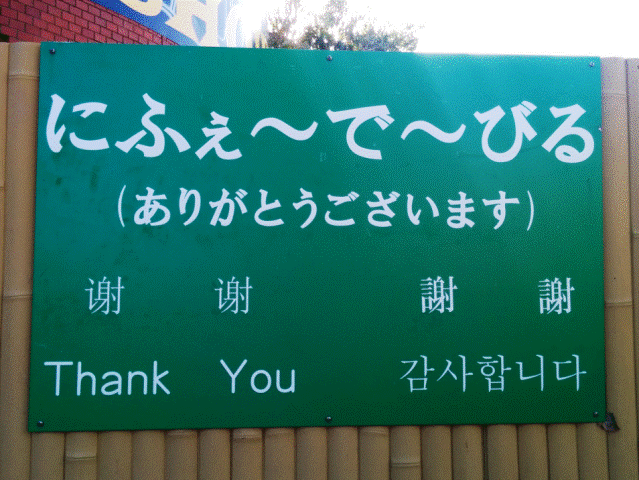 にふぇ～で～びる
(ありがとうございます)
谢 谢 謝 謝
Thank You 감사합니다